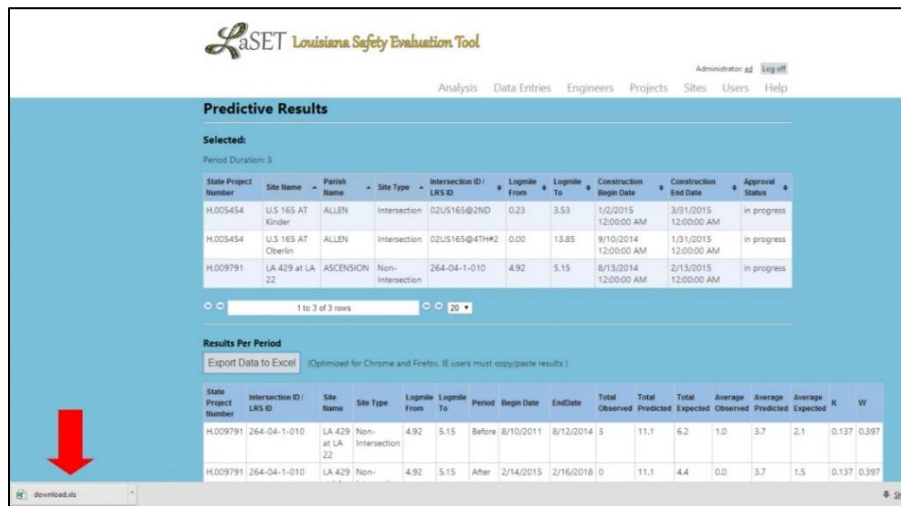 LaSET Louisiana Safety Evaluation Tool
Administrator: ad Log off
Analysis Data Entries Engineers Projects Sites Users Help
Predictive Results
Selected:
Period Duration: 3
State Project Number Site Name Parish Name Site Type Intersection ID / LRS ID Logmile From Logmile To Construction Begin Date Construction End Date Approval Status
H.005454 U.S 165 AT Kinder ALLEN Intersection 02US165@2ND 0.23 3.53 1/2/2015 12:00:00 AM 3/31/2015 12:00:00 AM in progress
H.005454 U.S 165 AT Oberlin ALLEN Intersection 02US165@4TH#2 0.00 13.85 9/10/2014 12:00:00 AM 1/31/2015 12:00:00 AM in progress
H.009791 LA 429 at LA 22 ASCENSION Non-Intersection 264-04-1-010 4.92 5.15 8/13/2014 12:00:00 AM 2/13/2015 12:00:00 AM in progress
1 to 3 of 3 rows 20
Results Per Period
Export Data to Excel (Optimized for Chrome and Firefox, IE users must copy/paste results )
State Project Number Intersection ID / LRS ID Site Name Site Type Logmile From Logmile To Period Begin Date EndDate Total Observed Total Predicted Total Expected Average Observed Average Predicted Average Expected K W
H.009791 264-04-1-010 LA 429 at LA 22 Non-Intersection 4.92 5.15 Before 8/10/2011 8/12/2014 3 11.1 6.2 1.0 3.7 2.1 0.137 0.397
H.009791 264-04-1-010 LA 429 Non- 4.92 5.15 After 2/14/2015 2/16/2018 0 11.1 4.4 0.0 3.7 1.5 0.137 0.397
download.xls